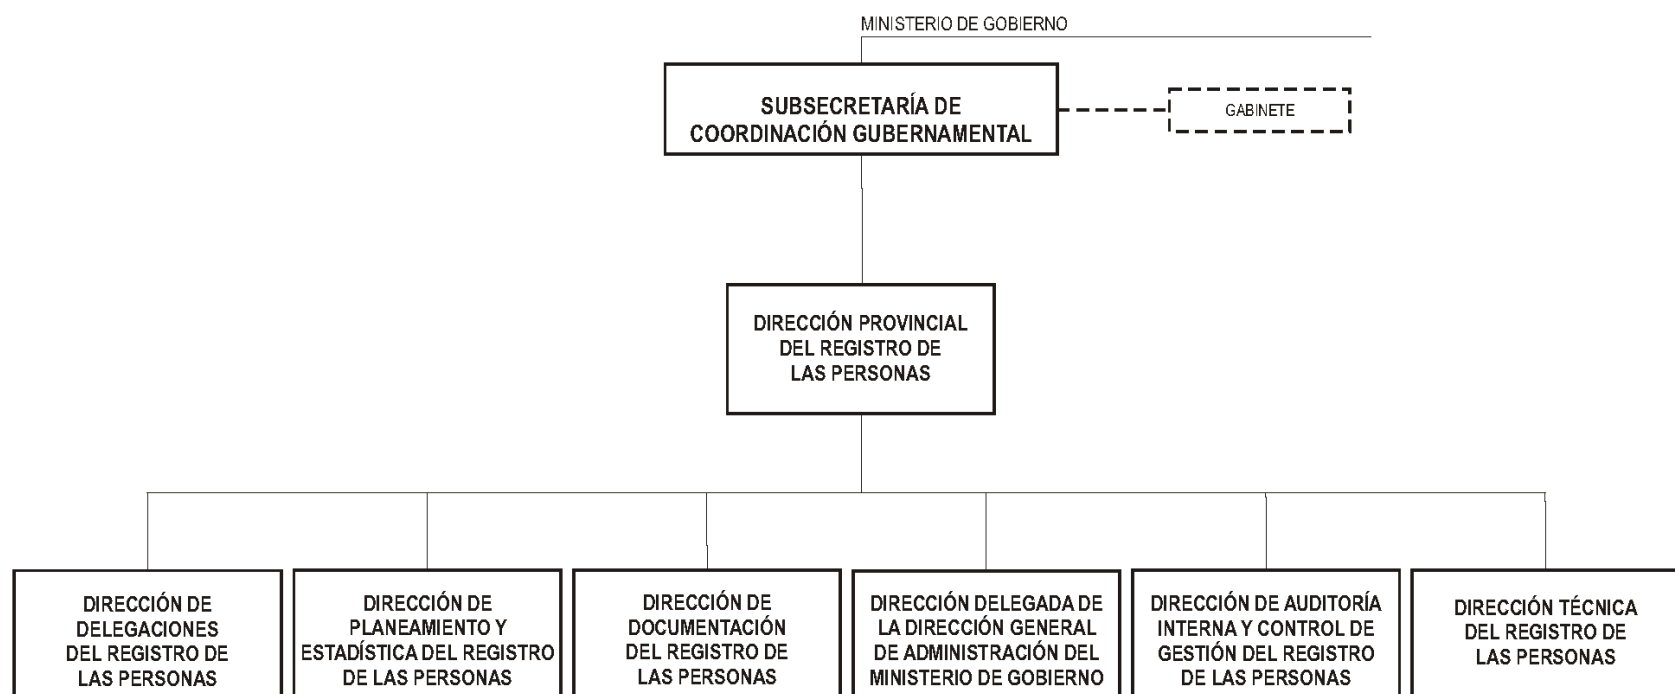 MINISTERIO DE GOBIERNO
SUBSECRETARÍA DE
COORDINACIÓN GUBERNAMENTAL
GABINETE
DIRECCIÓN PROVINCIAL
DEL REGISTRO DE
LAS PERSONAS
DIRECCIÓN DE
DELEGACIONES
DEL REGISTRO DE
LAS PERSONAS
DIRECCIÓN DE
PLANEAMIENTO Y
ESTADÍSTICA DEL REGISTRO
DE LAS PERSONAS
DIRECCIÓN DE
DOCUMENTACIÓN
DEL REGISTRO DE
LAS PERSONAS
DIRECCIÓN DELEGADA DE
LA DIRECCIÓN GENERAL
DE ADMINISTRACIÓN DEL
MINISTERIO DE GOBIERNO
DIRECCIÓN DE AUDITORÍA
INTERNA Y CONTROL DE
GESTIÓN DEL REGISTRO
DE LAS PERSONAS
DIRECCIÓN TÉCNICA
DEL REGISTRO DE
LAS PERSONAS